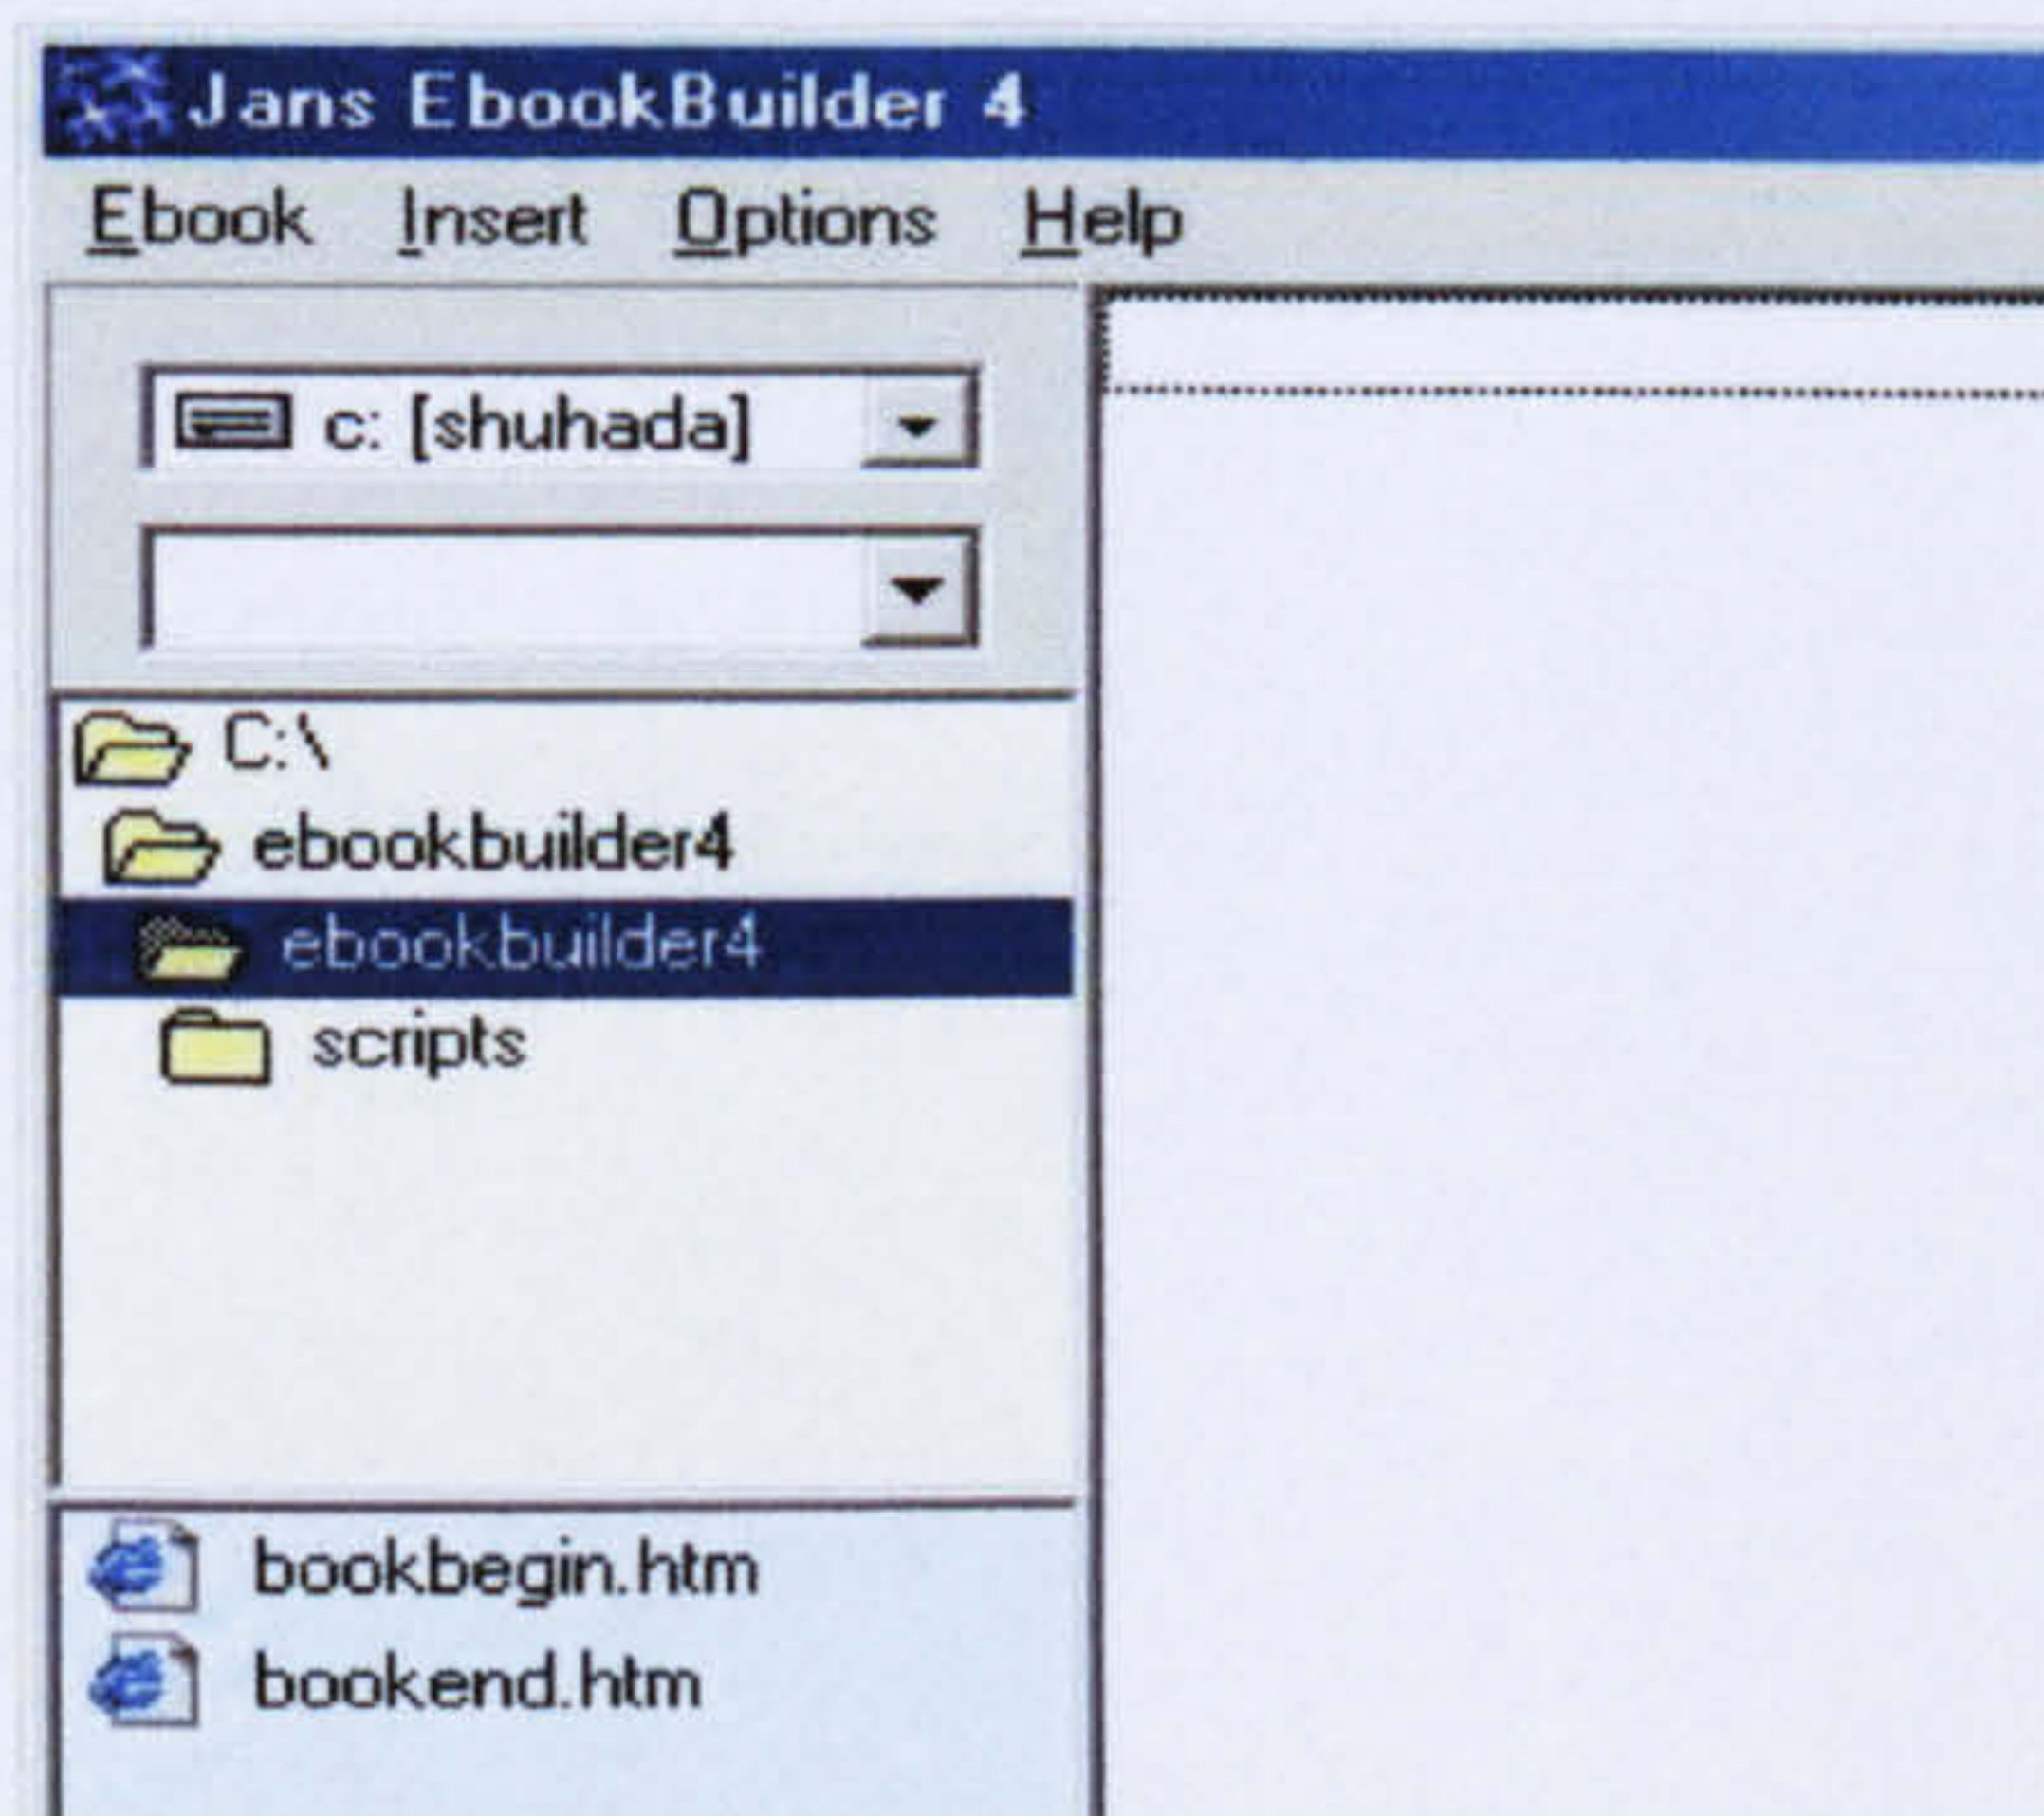 Jans EbookBuilder 4
Ebook Insert Options Help
c: [shuhada]
C:\
ebookbuilder4
ebookbuilder4
scripts
bookbegin.htm
bookend.htm